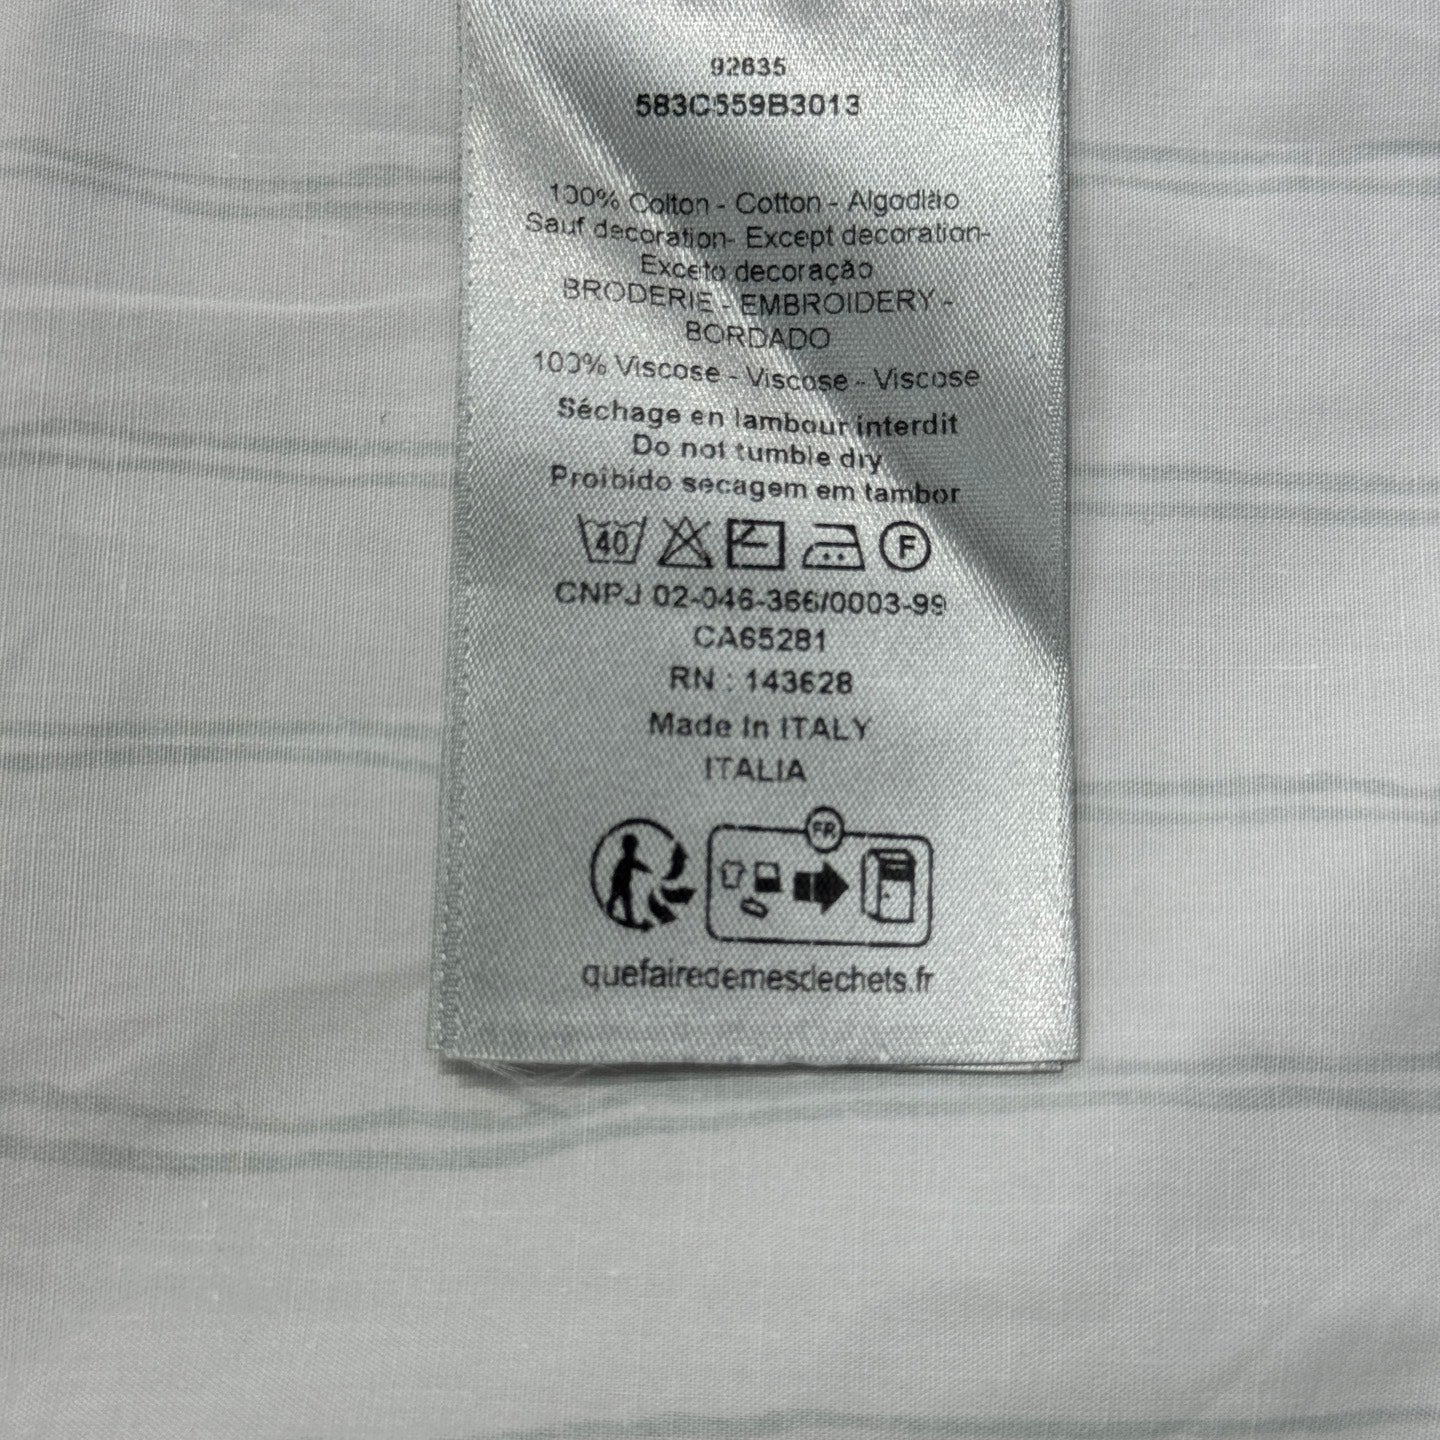 92635
583C559B3013
100% Coton - Cotton - Algodão
Sauf decoration- Except decoration-
Exceto decoração
BRODERIE - EMBROIDERY -
BORDADO
100% Viscose - Viscose - Viscose
Séchage en tambour interdit
Do not tumble dry
Proibido secagem em tambor
40 F
CNPJ 02-046-366/0003-99
CA65281
RN : 143628
Made In ITALY
ITALIA
FR
quefairedemesdechets.fr